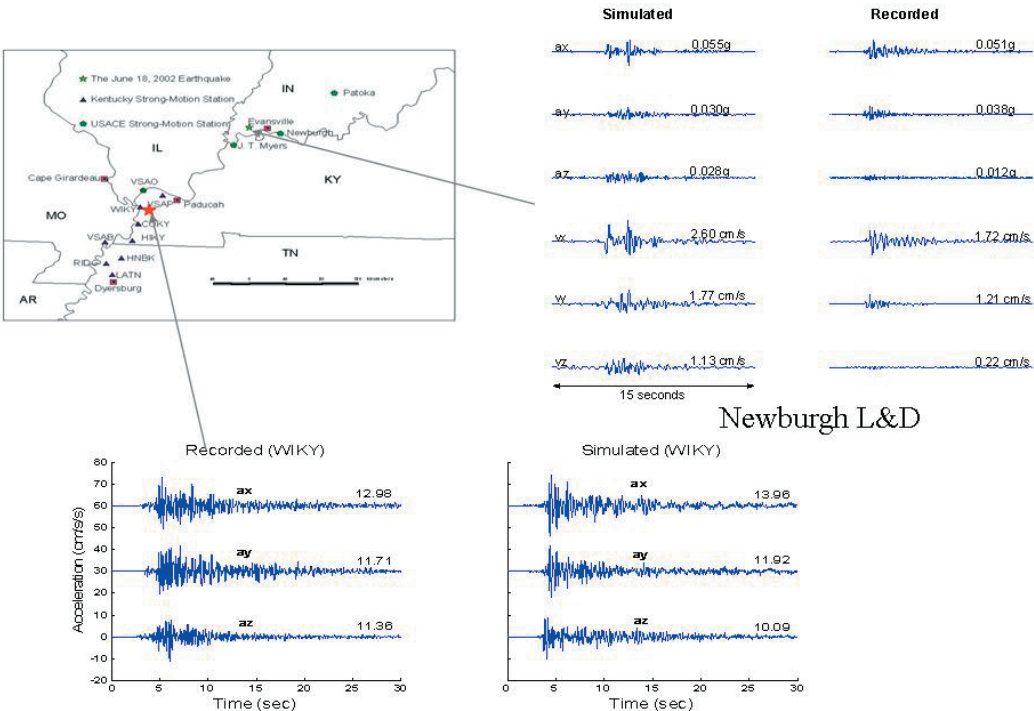 Simulated
Recorded
ax 0.055g
0.051g
ay 0.030g
0.038g
az 0.028g
0.012g
vx 2.60 cm/s
1.72 cm/s
vy 1.77 cm/s
1.21 cm/s
vz 1.13 cm/s
0.22 cm/s
15 seconds
Newburgh L&D
The June 18, 2002 Earthquake
Kentucky Strong-Motion Station
USACE Strong-Motion Station
IN
Patoka
Evansville
Newburgh
J. T. Myers
IL
KY
Cape Girardeau
VSAO
VSAP
Paducah
WIKY
MO
COKY
VSAB
HIKY
TN
RIDG
HNBK
LATN
Dyersburg
AR
Recorded (WIKY)
Acceleration (cm/s/s)
80
70
60
50
40
30
20
10
0
-10
-20
ax
12.98
ay
11.71
az
11.36
0 5 10 15 20 25 30
Time (sec)
Simulated (WIKY)
ax
13.96
ay
11.92
az
10.09
0 5 10 15 20 25 30
Time (sec)